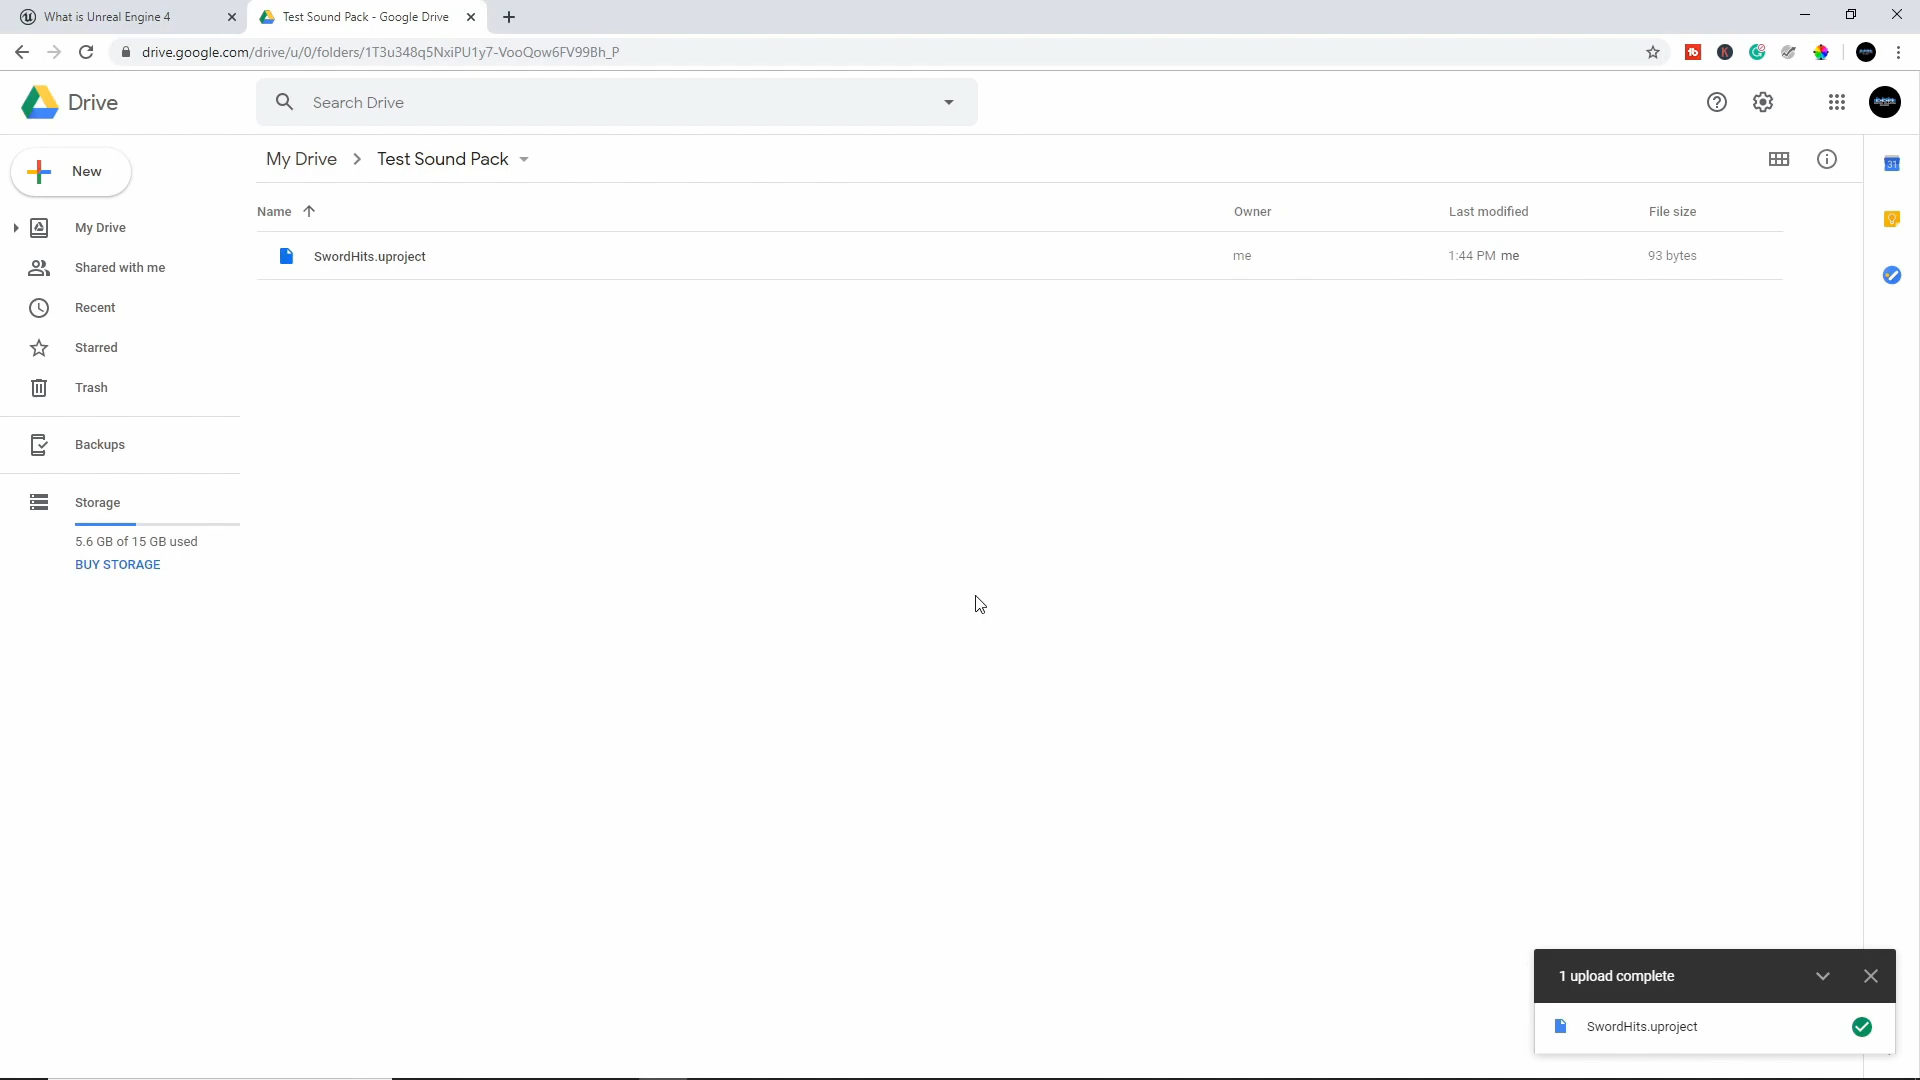 What is Unreal Engine 4
Test Sound Pack - Google Drive
drive.google.com/drive/u/0/folders/1T3u348q5NxiPU1y7-VooQow6FV99Bh_P
Drive
Search Drive
New
My Drive
Test Sound Pack
Name
Owner
Last modified
File size
SwordHits.uproject
me
1:44 PM me
93 bytes
My Drive
Shared with me
Recent
Starred
Trash
Backups
Storage
5.6 GB of 15 GB used
BUY STORAGE
31
1 upload complete
SwordHits.uproject